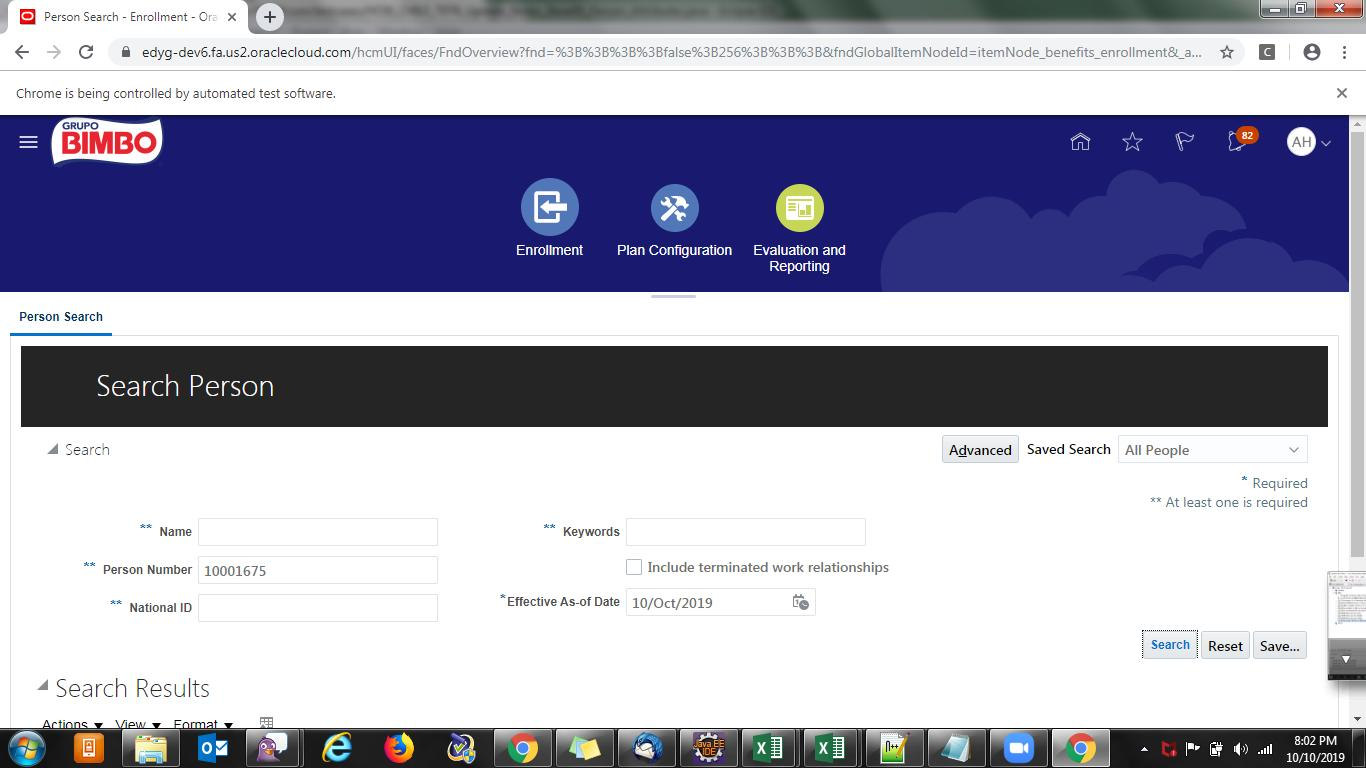 Person Search - Enrollment - Ora
edyg-dev6.fa.us2.oraclecloud.com/hcmUI/faces/FndOverview?fnd=%3B%3B%3B%3Bfalse%3B256%3B%3B%3B&fndGlobalItemNodeId=itemNode_benefits_enrollment&_a...
C
Chrome is being controlled by automated test software.
GRUPO
BIMBO
82
AH
Enrollment
Plan Configuration
Evaluation and
Reporting
Person Search
Search Person
Search
Advanced
Saved Search
All People
* Required
** At least one is required
** Name
** Keywords
** Person Number 10001675
Include terminated work relationships
** National ID
*Effective As-of Date 10/Oct/2019
Search
Reset
Save...
Search Results
Actions
View
Format
Java EE
IDE
8:02 PM
10/10/2019